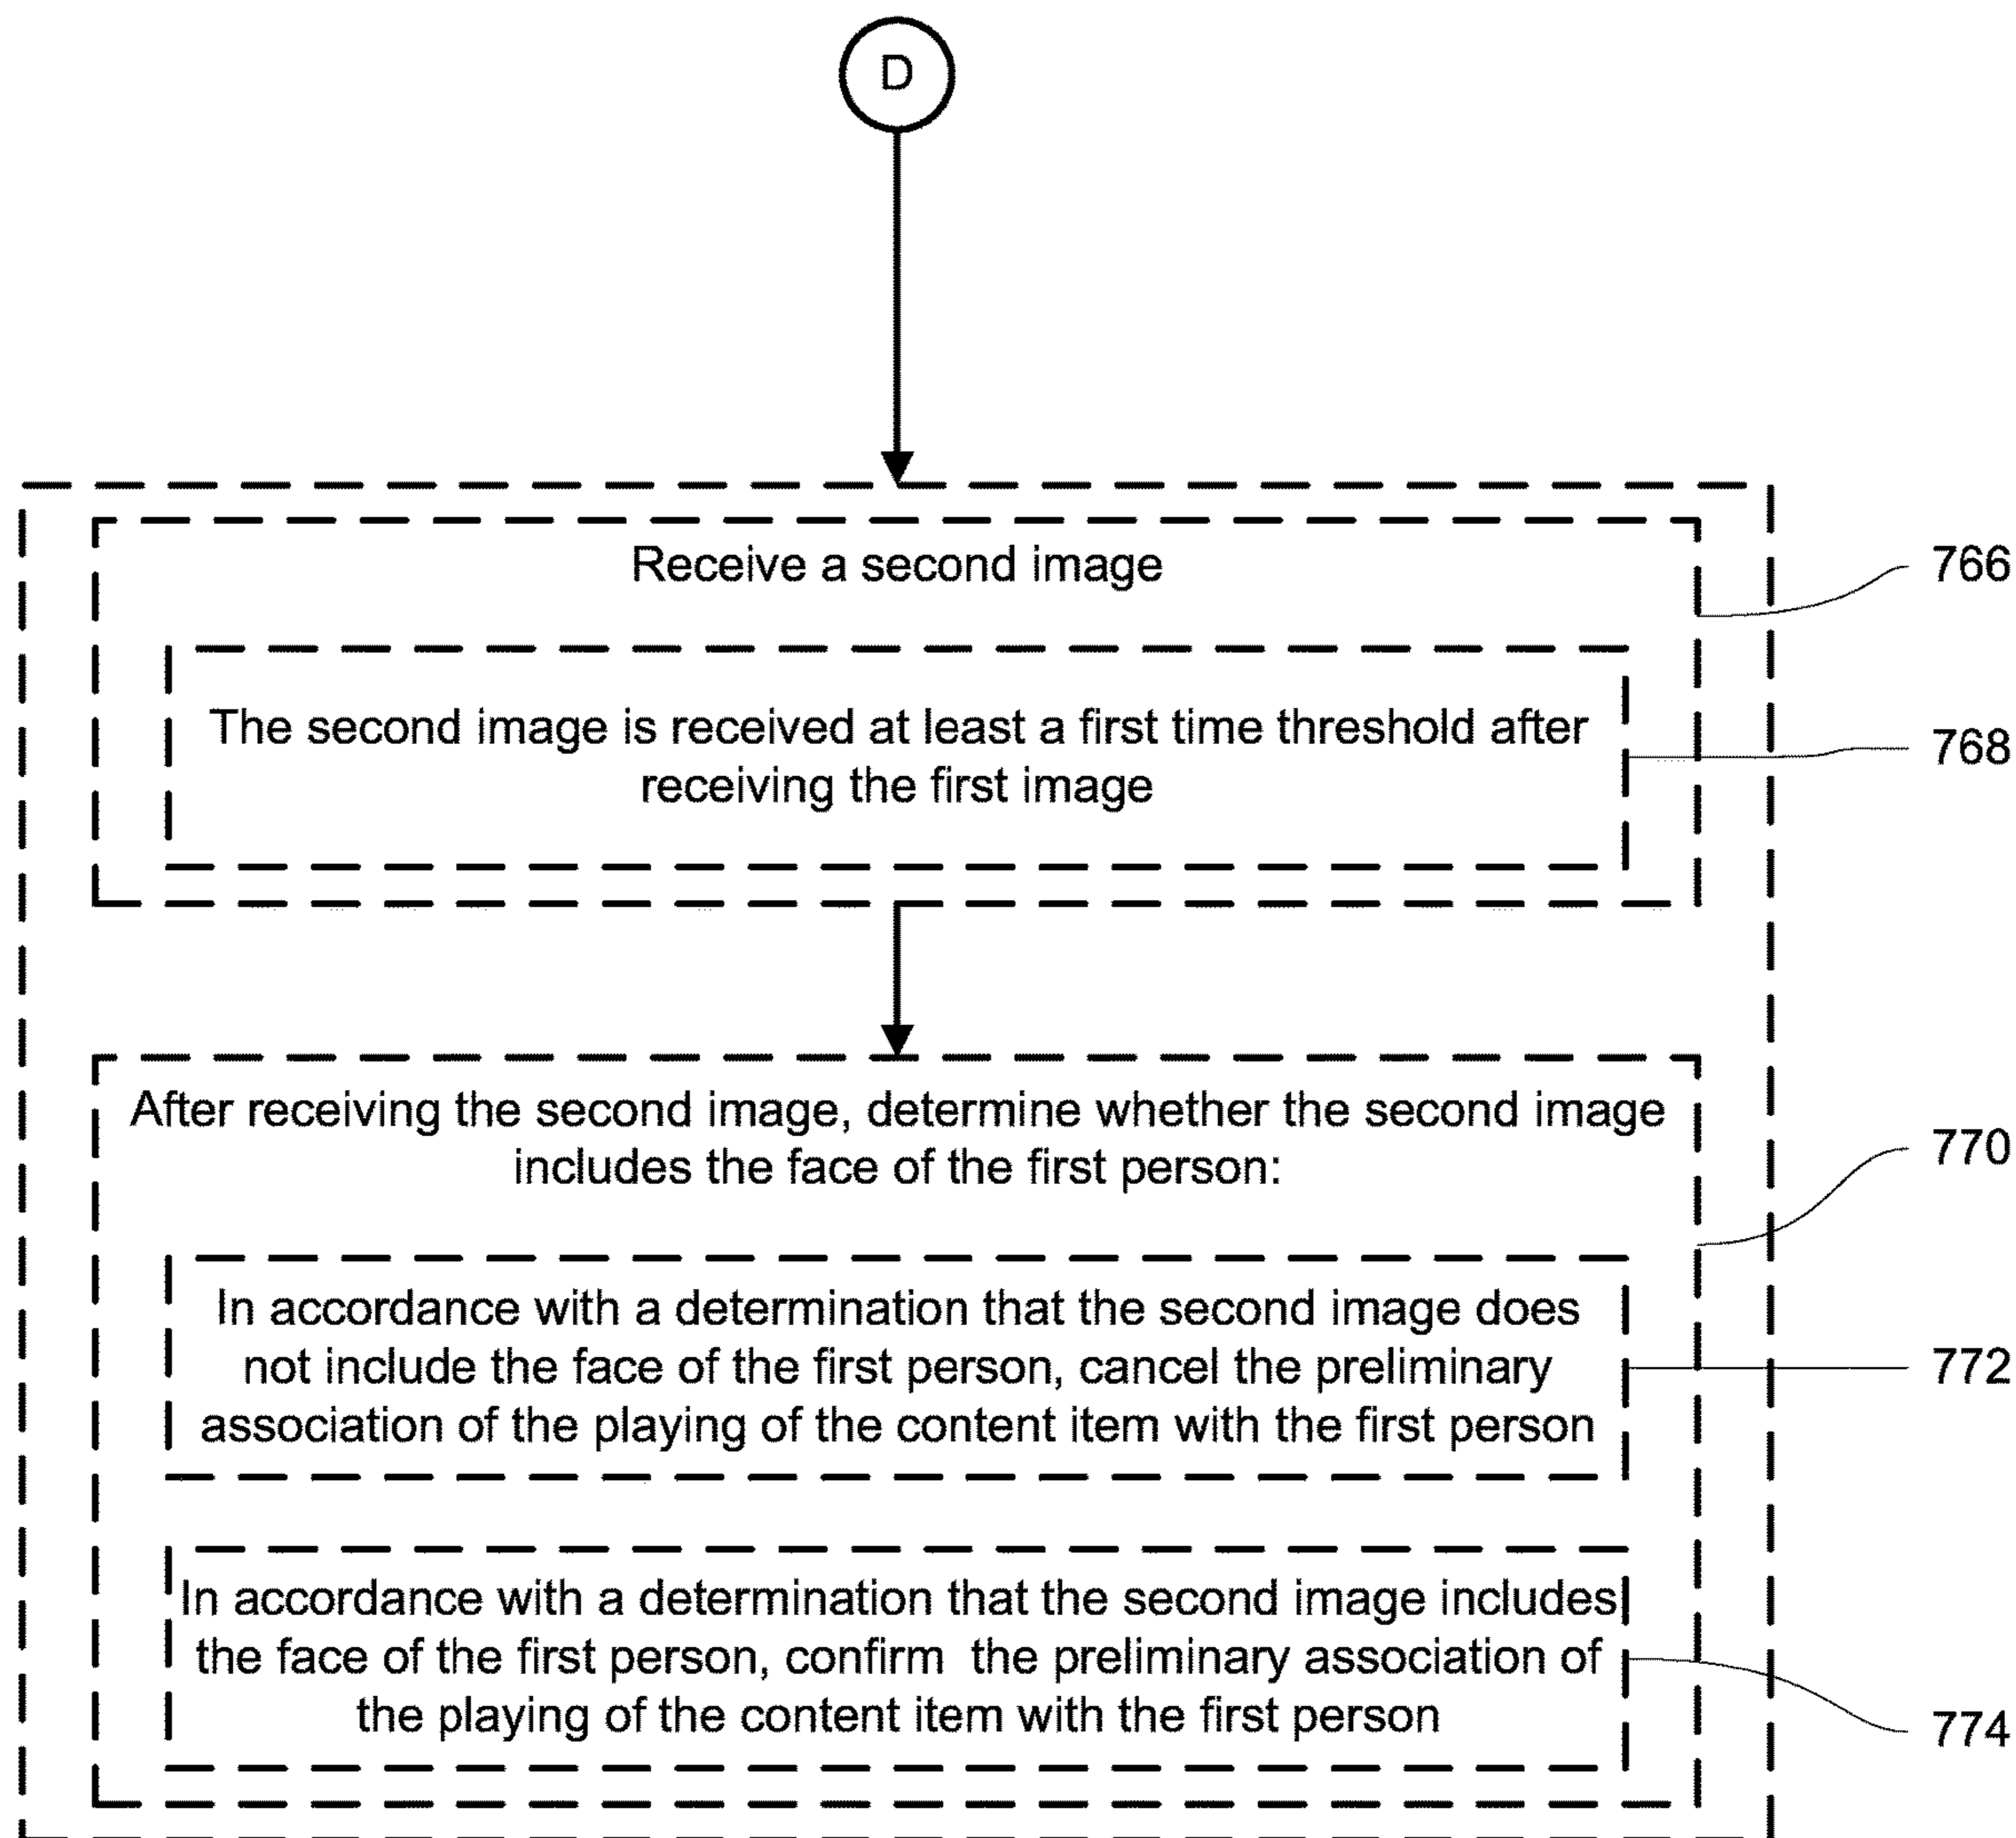 D
Receive a second image
766
The second image is received at least a first time threshold after
receiving the first image
768
After receiving the second image, determine whether the second image
includes the face of the first person:
770
In accordance with a determination that the second image does
not include the face of the first person, cancel the preliminary
association of the playing of the content item with the first person
772
In accordance with a determination that the second image includes
the face of the first person, confirm the preliminary association of
the playing of the content item with the first person
774